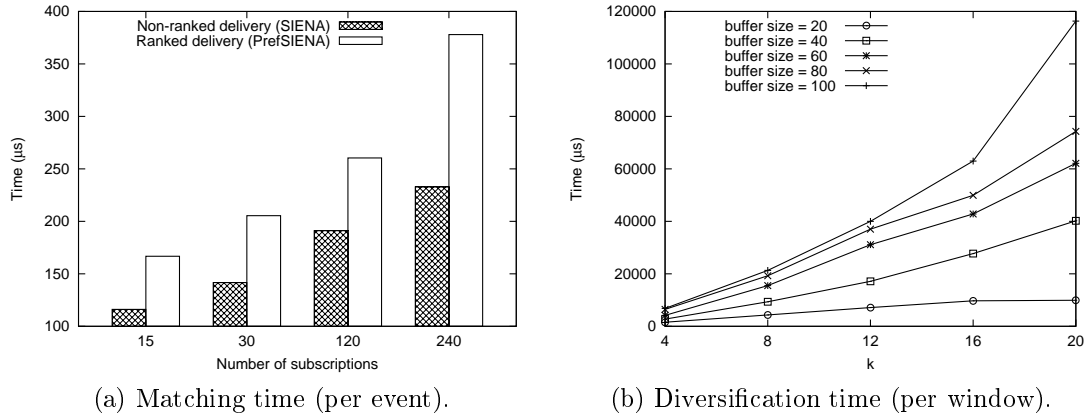 400
350
300
250
200
150
100
Time (μs)
Non-ranked delivery (SIENA)
Ranked delivery (PrefSIENA)
15 30 120 240
Number of subscriptions
(a) Matching time (per event).
120000
100000
80000
60000
40000
20000
0
Time (μs)
buffer size = 20
buffer size = 40
buffer size = 60
buffer size = 80
buffer size = 100
4 8 12 16 20
k
(b) Diversification time (per window).